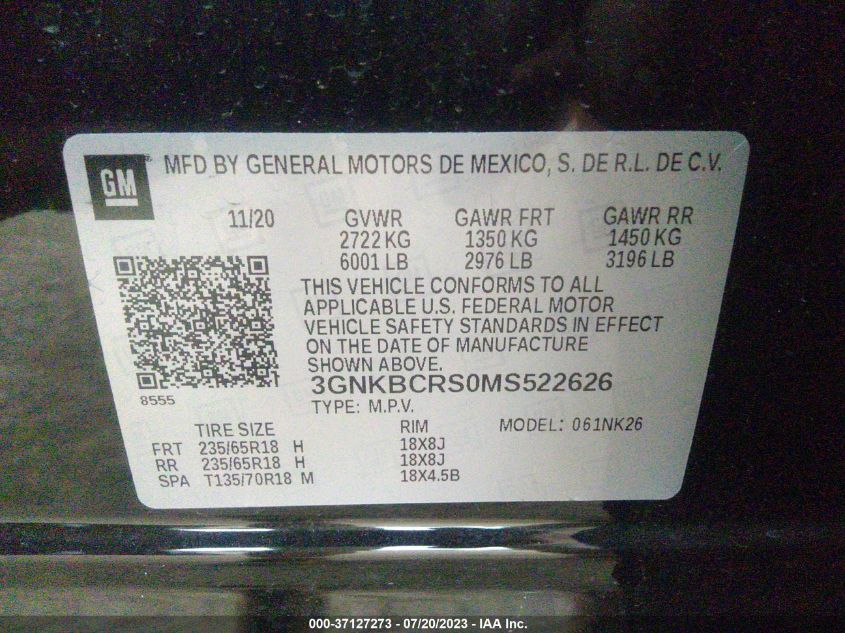 GM MFD BY GENERAL MOTORS DE MEXICO, S. DE R.L. DE C.V.
11/20 GVWR GAWR FRT GAWR RR
2722 KG 1350 KG 1450 KG
6001 LB 2976 LB 3196 LB
THIS VEHICLE CONFORMS TO ALL
APPLICABLE U.S. FEDERAL MOTOR
VEHICLE SAFETY STANDARDS IN EFFECT
ON THE DATE OF MANUFACTURE
SHOWN ABOVE.
3GNKBCRS0MS522626
8555 TYPE: M.P.V.
TIRE SIZE RIM MODEL: 061NK26
FRT 235/65R18 H 18X8J
RR 235/65R18 H 18X8J
SPA T135/70R18 M 18X4.5B
000-37127273 - 07/20/2023 - IAA Inc.